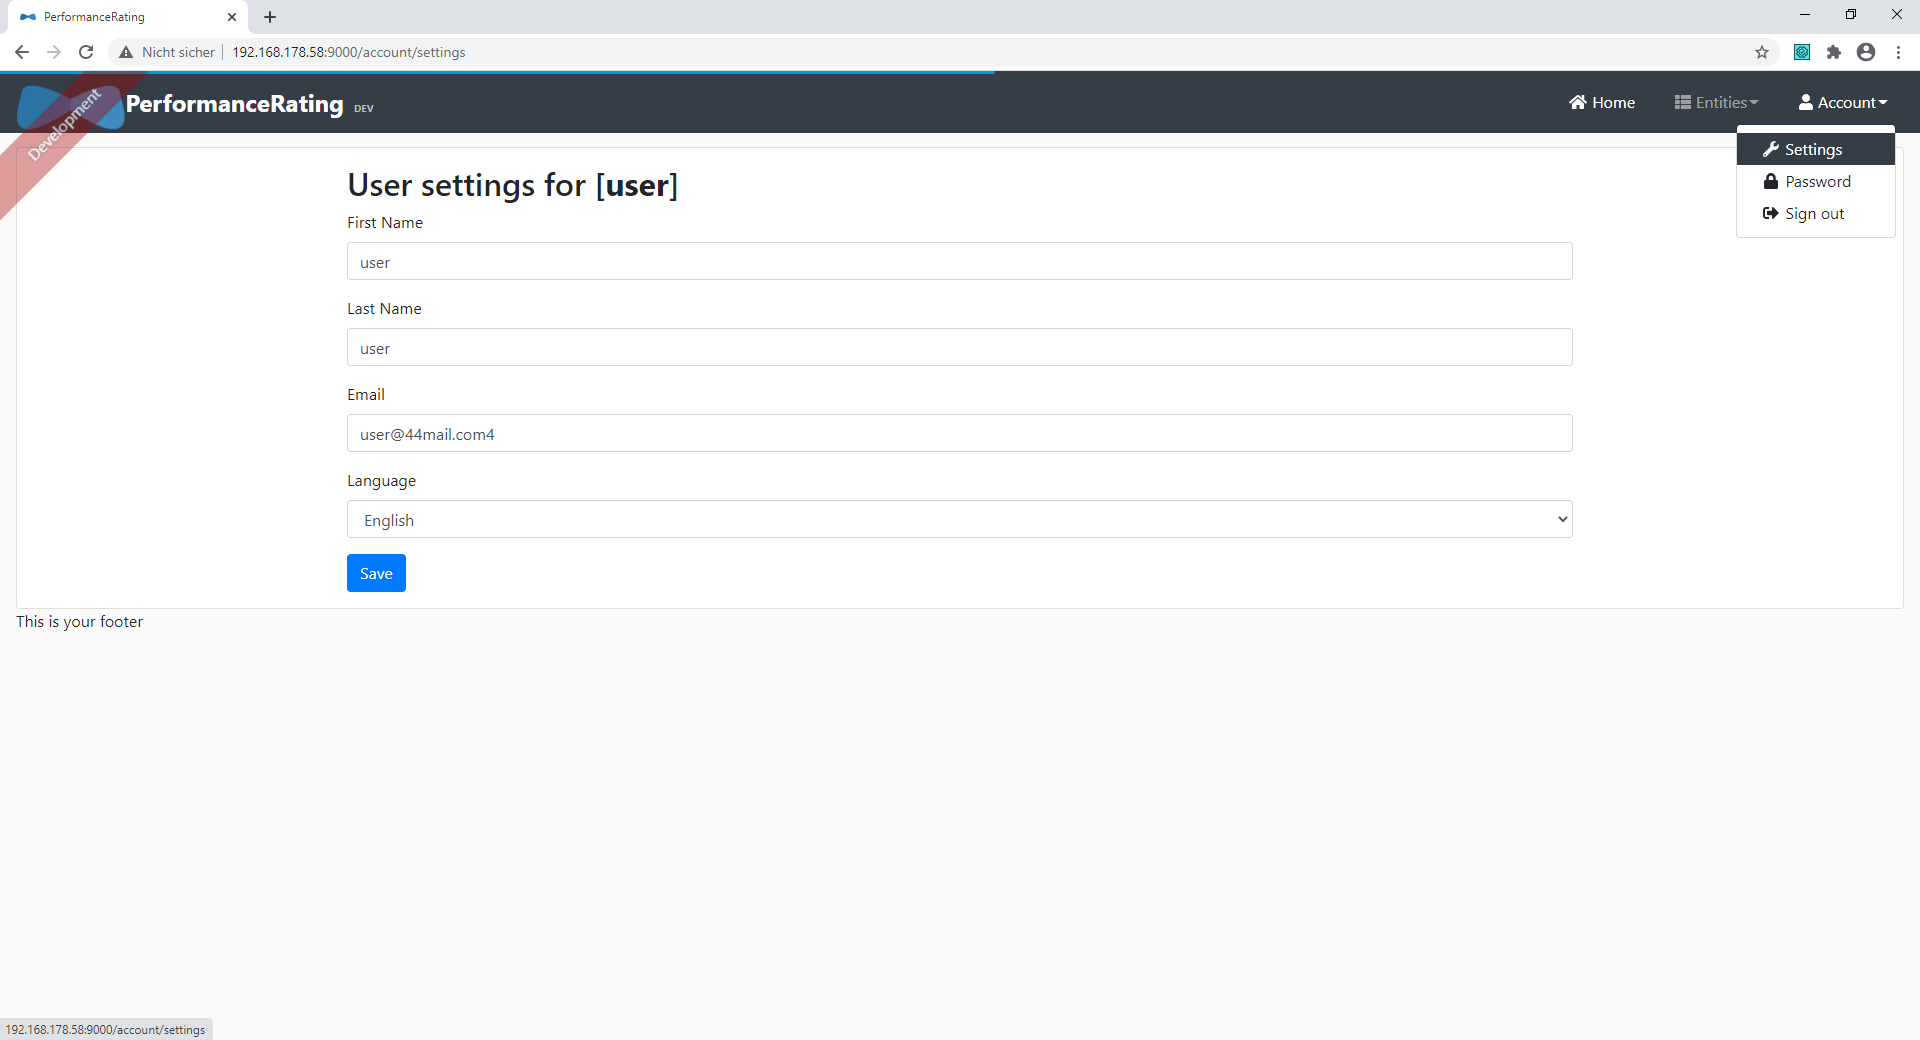 PerformanceRating
Nicht sicher 192.168.178.58:9000/account/settings
Development
PerformanceRating DEV
Home Entities Account
Settings
Password
Sign out
User settings for [user]
First Name
user
Last Name
user
Email
user@44mail.com4
Language
English
Save
This is your footer
192.168.178.58:9000/account/settings